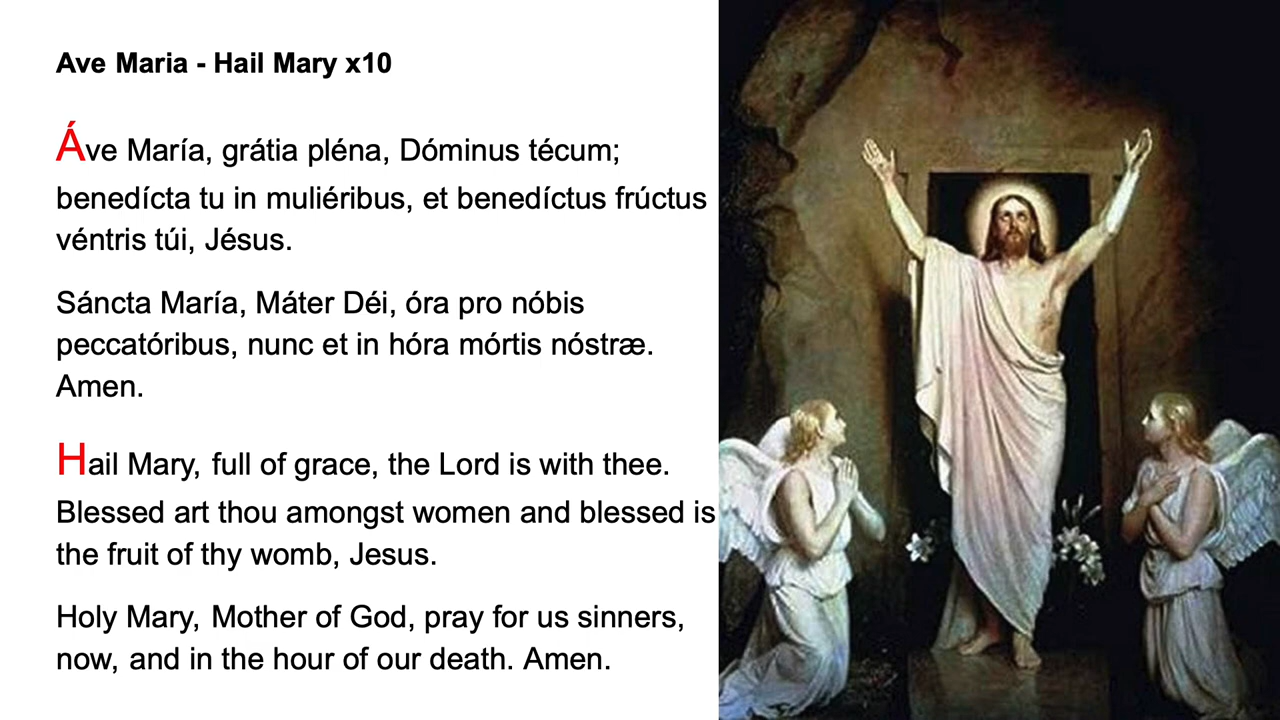 Ave Maria - Hail Mary x10
Áve María, grátia pléna, Dóminus técum;
benedícta tu in muliéribus, et benedíctus frúctus
véntris túi, Jésus.
Sáncta María, Máter Déi, óra pro nóbis
peccatóribus, nunc et in hóra mórtis nóstræ.
Amen.
Hail Mary, full of grace, the Lord is with thee.
Blessed art thou amongst women and blessed is
the fruit of thy womb, Jesus.
Holy Mary, Mother of God, pray for us sinners,
now, and in the hour of our death. Amen.